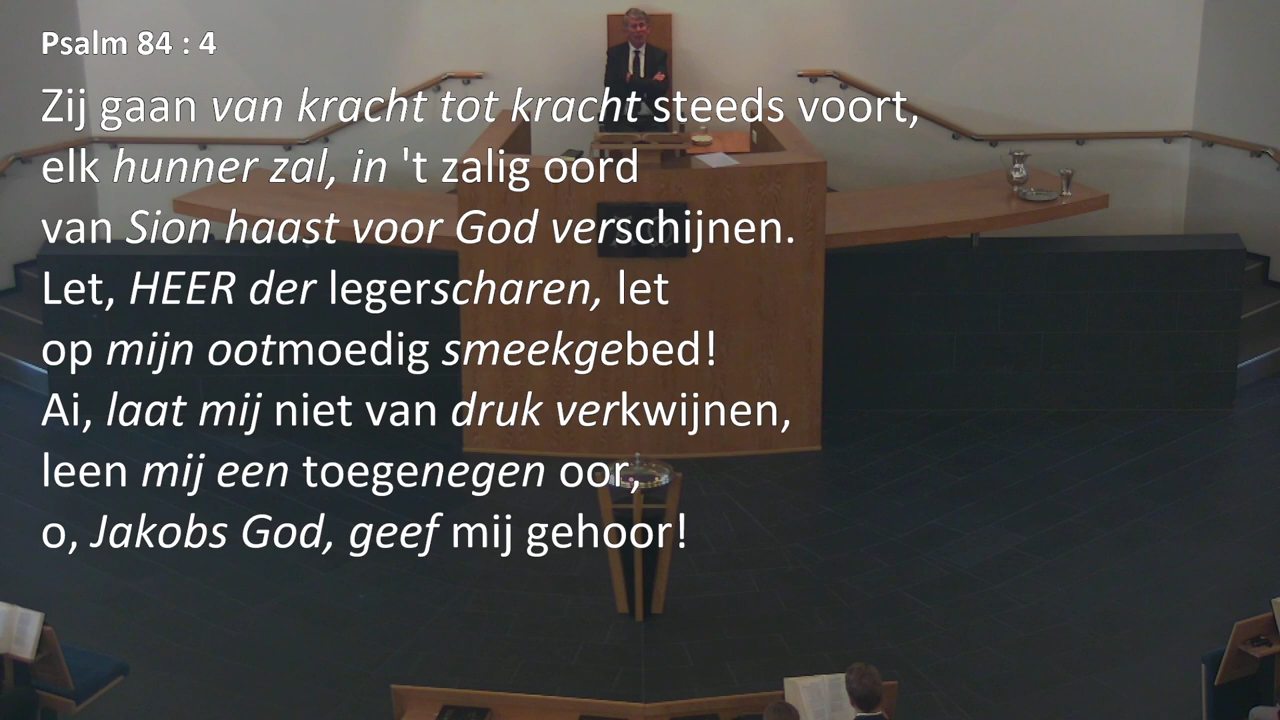 Psalm 84 : 4
Zij gaan van kracht tot kracht steeds voort,
elk hunner zal, in 't zalig oord
van Sion haast voor God verschijnen.
Let, HEER der legerscharen, let
op mijn ootmoedig smeekgebed!
Ai, laat mij niet van druk verkwijnen,
leen mij een toegenegen oor,
o, Jakobs God, geef mij gehoor!